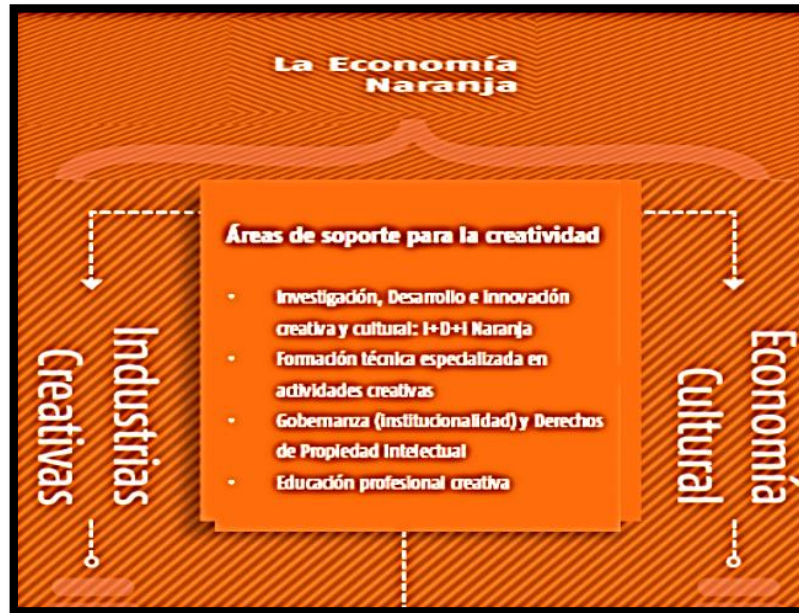 La Economía
Naranja
Áreas de soporte para la creatividad
• Investigación, Desarrollo e innovación
creativa y cultural: I+D+i Naranja
• Formación técnica especializada en
actividades creativas
• Gobernanza (institucionalidad) y Derechos
de Propiedad Intelectual
• Educación profesional creativa
Industrias
Creativas
Economía
Cultural